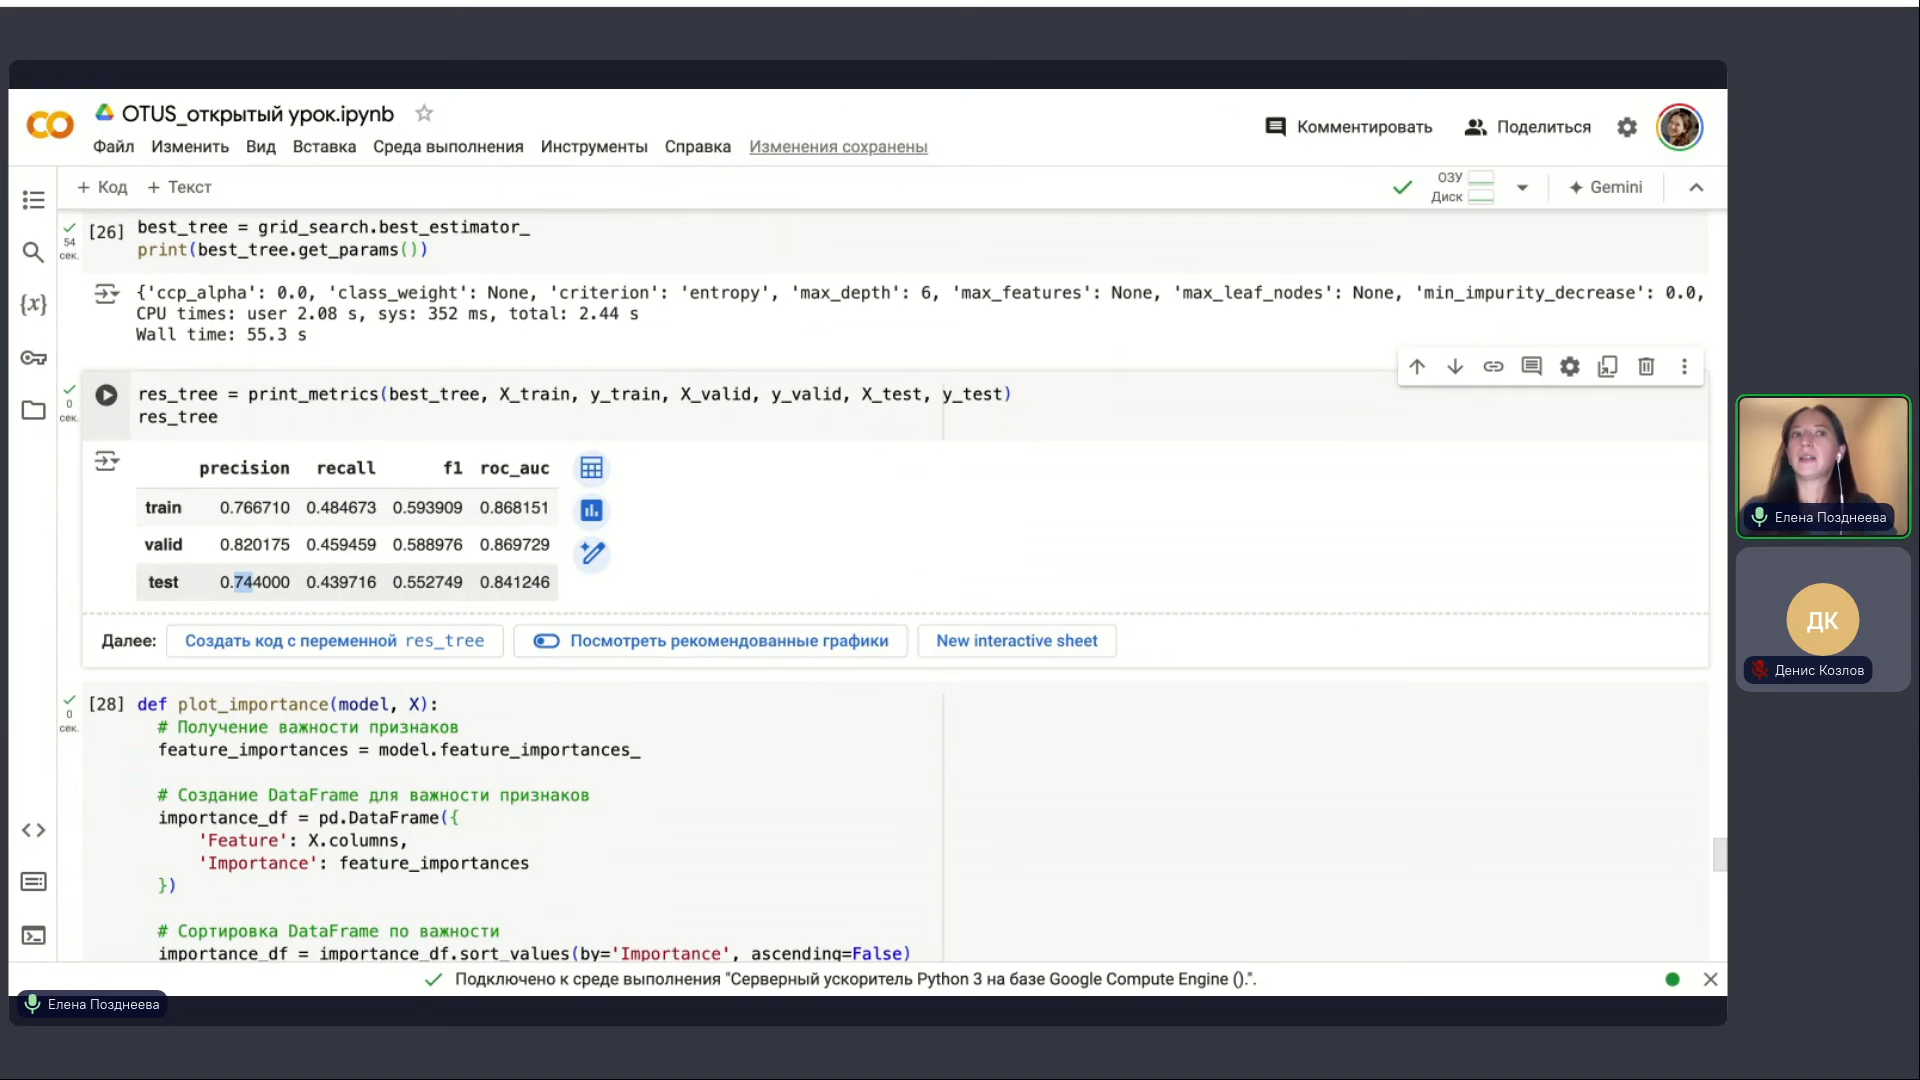 OTUS_открытый урок.ipynb
Файл Изменить Вид Вставка Среда выполнения Инструменты Справка Изменения сохранены
Комментировать
Поделиться
+ Код + Текст
ОЗУ
Диск
Gemini
54
сек.
[26] best_tree = grid_search.best_estimator_
print(best_tree.get_params())
{'ccp_alpha': 0.0, 'class_weight': None, 'criterion': 'entropy', 'max_depth': 6, 'max_features': None, 'max_leaf_nodes': None, 'min_impurity_decrease': 0.0,
CPU times: user 2.08 s, sys: 352 ms, total: 2.44 s
Wall time: 55.3 s
0
сек.
res_tree = print_metrics(best_tree, X_train, y_train, X_valid, y_valid, X_test, y_test)
res_tree
precision recall f1 roc_auc
train 0.766710 0.484673 0.593909 0.868151
valid 0.820175 0.459459 0.588976 0.869729
test 0.744000 0.439716 0.552749 0.841246
Далее: Создать код с переменной res_tree Посмотреть рекомендованные графики New interactive sheet
0
сек.
[28] def plot_importance(model, X):
# Получение важности признаков
feature_importances = model.feature_importances_
# Создание DataFrame для важности признаков
importance_df = pd.DataFrame({
'Feature': X.columns,
'Importance': feature_importances
})
# Сортировка DataFrame по важности
importance_df = importance_df.sort_values(by='Importance', ascending=False)
Подключено к среде выполнения "Серверный ускоритель Python 3 на базе Google Compute Engine ().".
Елена Позднеева
Елена Позднеева
ДК
Денис Козлов